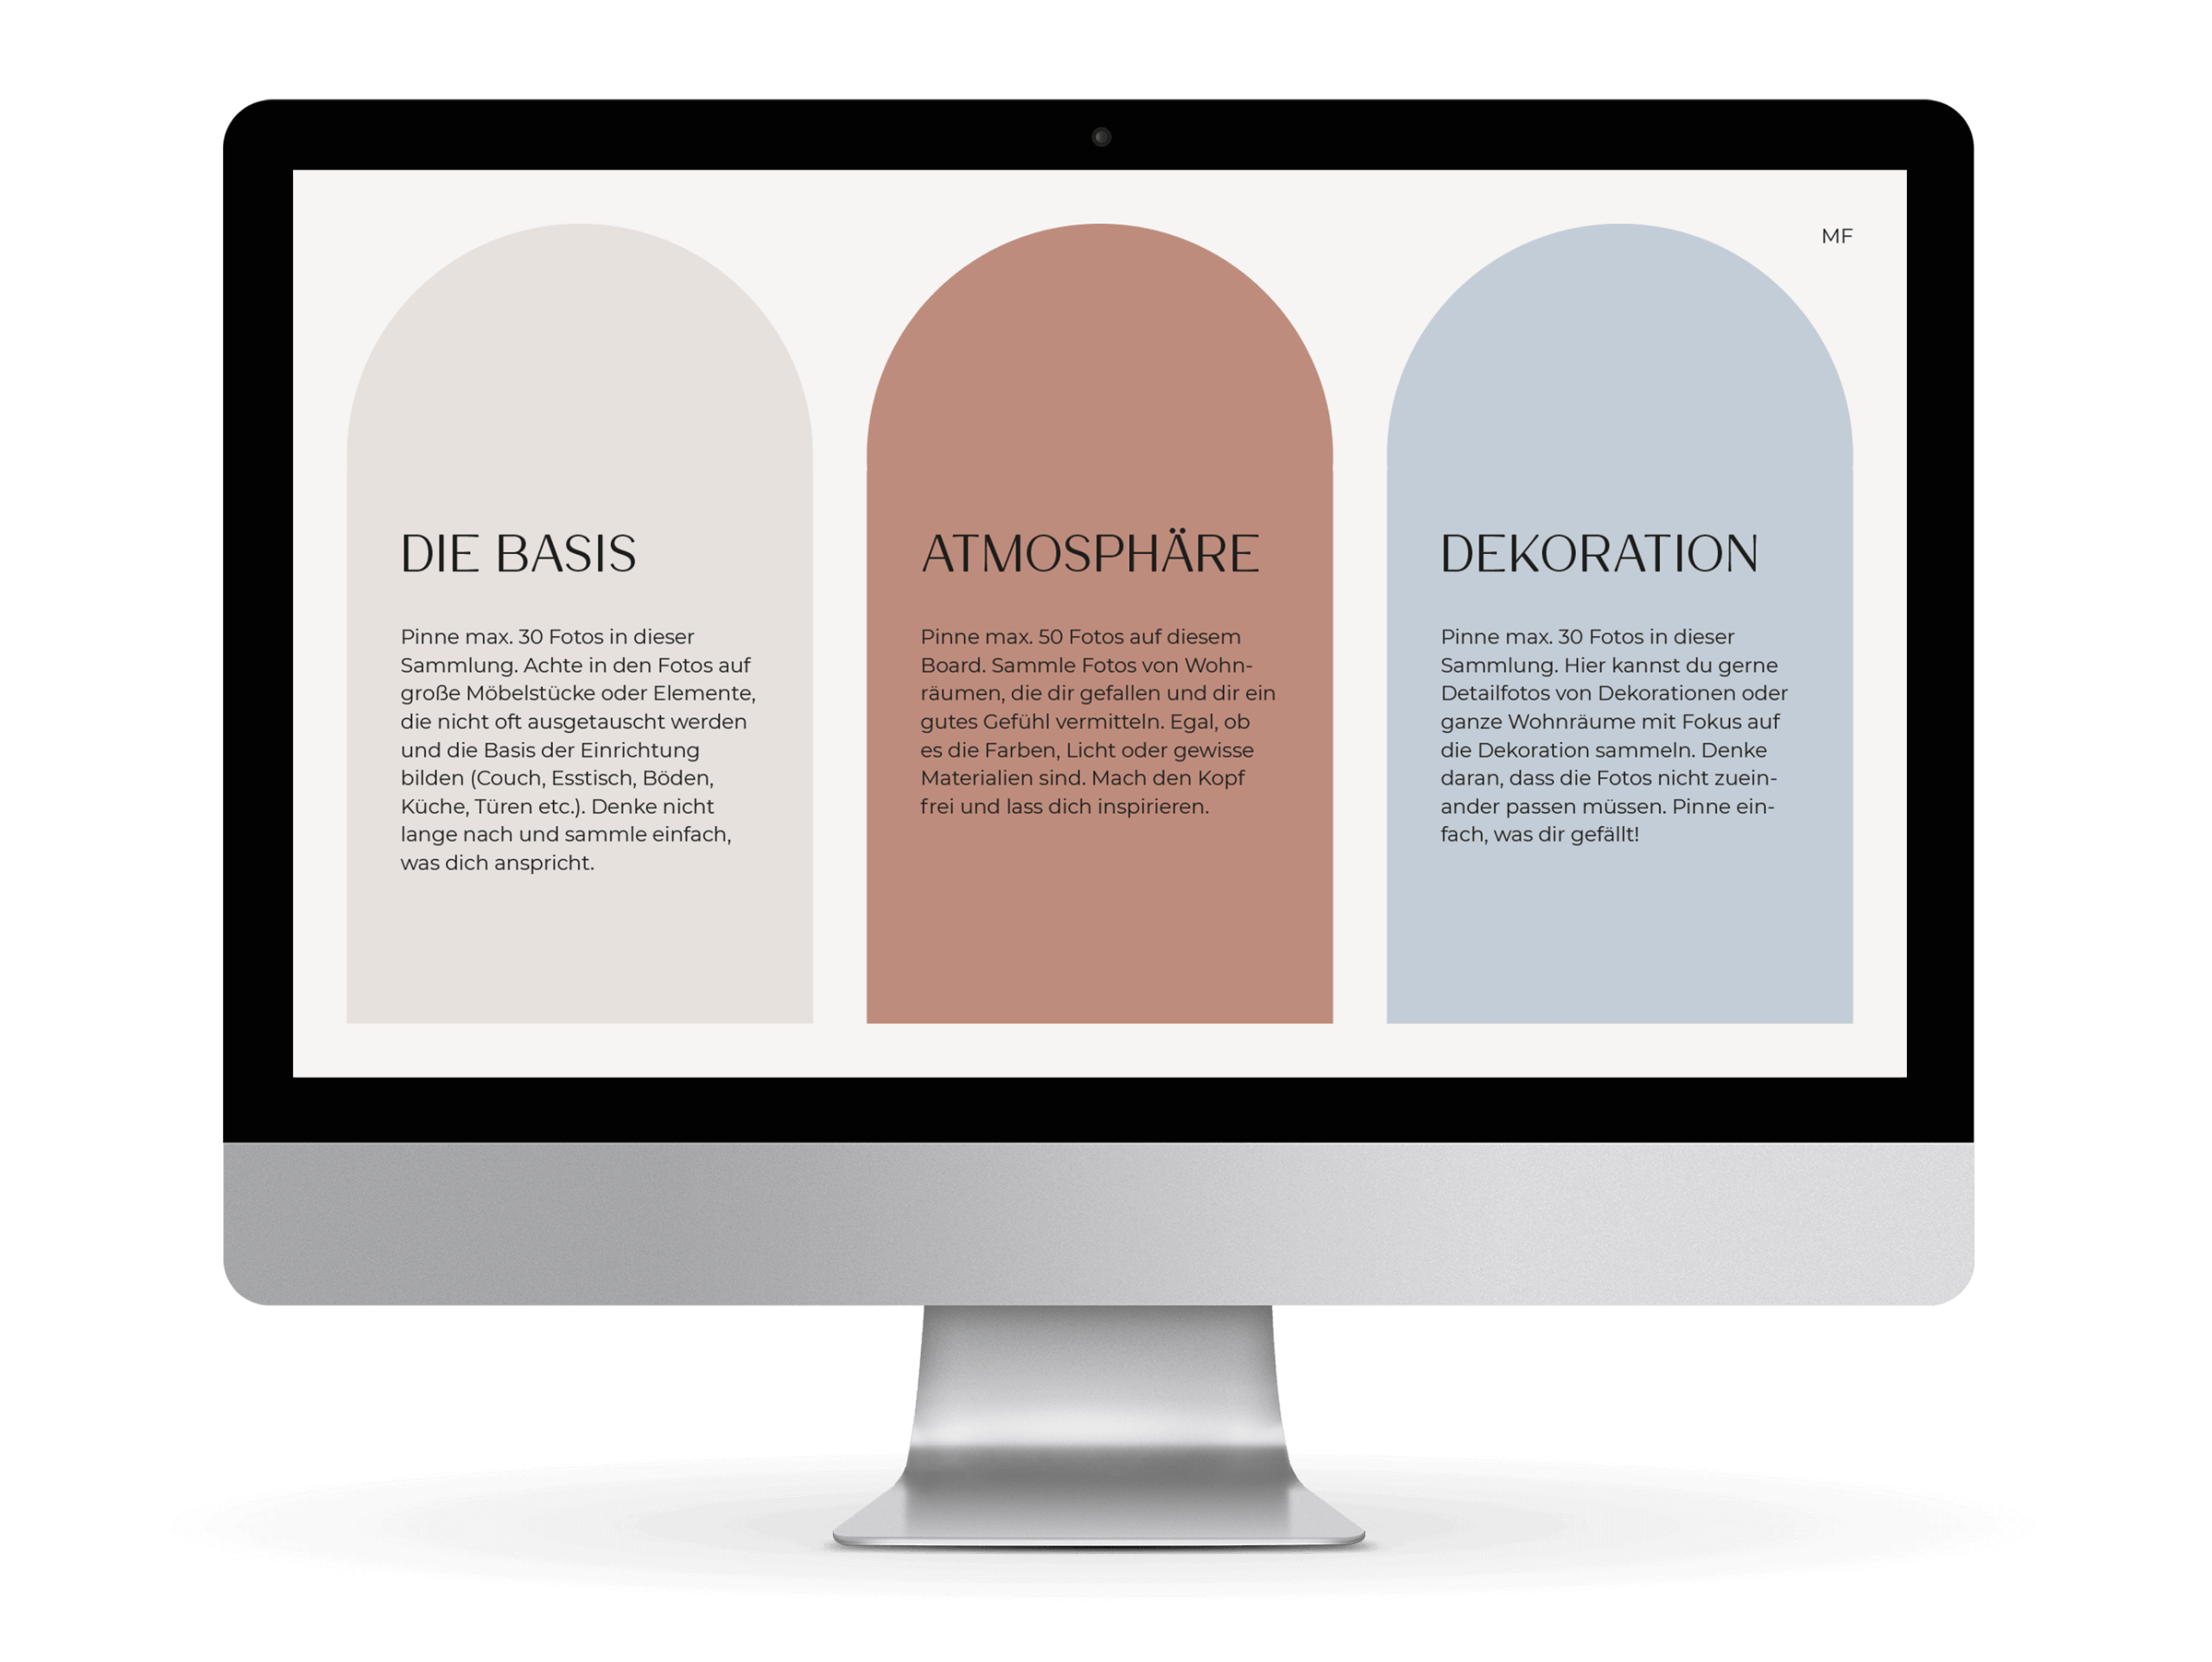 MF
DIE BASIS
Pinne max. 30 Fotos in dieser
Sammlung. Achte in den Fotos auf
große Möbelstücke oder Elemente,
die nicht oft ausgetauscht werden
und die Basis der Einrichtung
bilden (Couch, Esstisch, Böden,
Küche, Türen etc.). Denke nicht
lange nach und sammle einfach,
was dich anspricht.
ATMOSPHÄRE
Pinne max. 50 Fotos auf diesem
Board. Sammle Fotos von Wohn-
räumen, die dir gefallen und dir ein
gutes Gefühl vermitteln. Egal, ob
es die Farben, Licht oder gewisse
Materialien sind. Mach den Kopf
frei und lass dich inspirieren.
DEKORATION
Pinne max. 30 Fotos in dieser
Sammlung. Hier kannst du gerne
Detailfotos von Dekorationen oder
ganze Wohnräume mit Fokus auf
die Dekoration sammeln. Denke
daran, dass die Fotos nicht zuein-
ander passen müssen. Pinne ein-
fach, was dir gefällt!